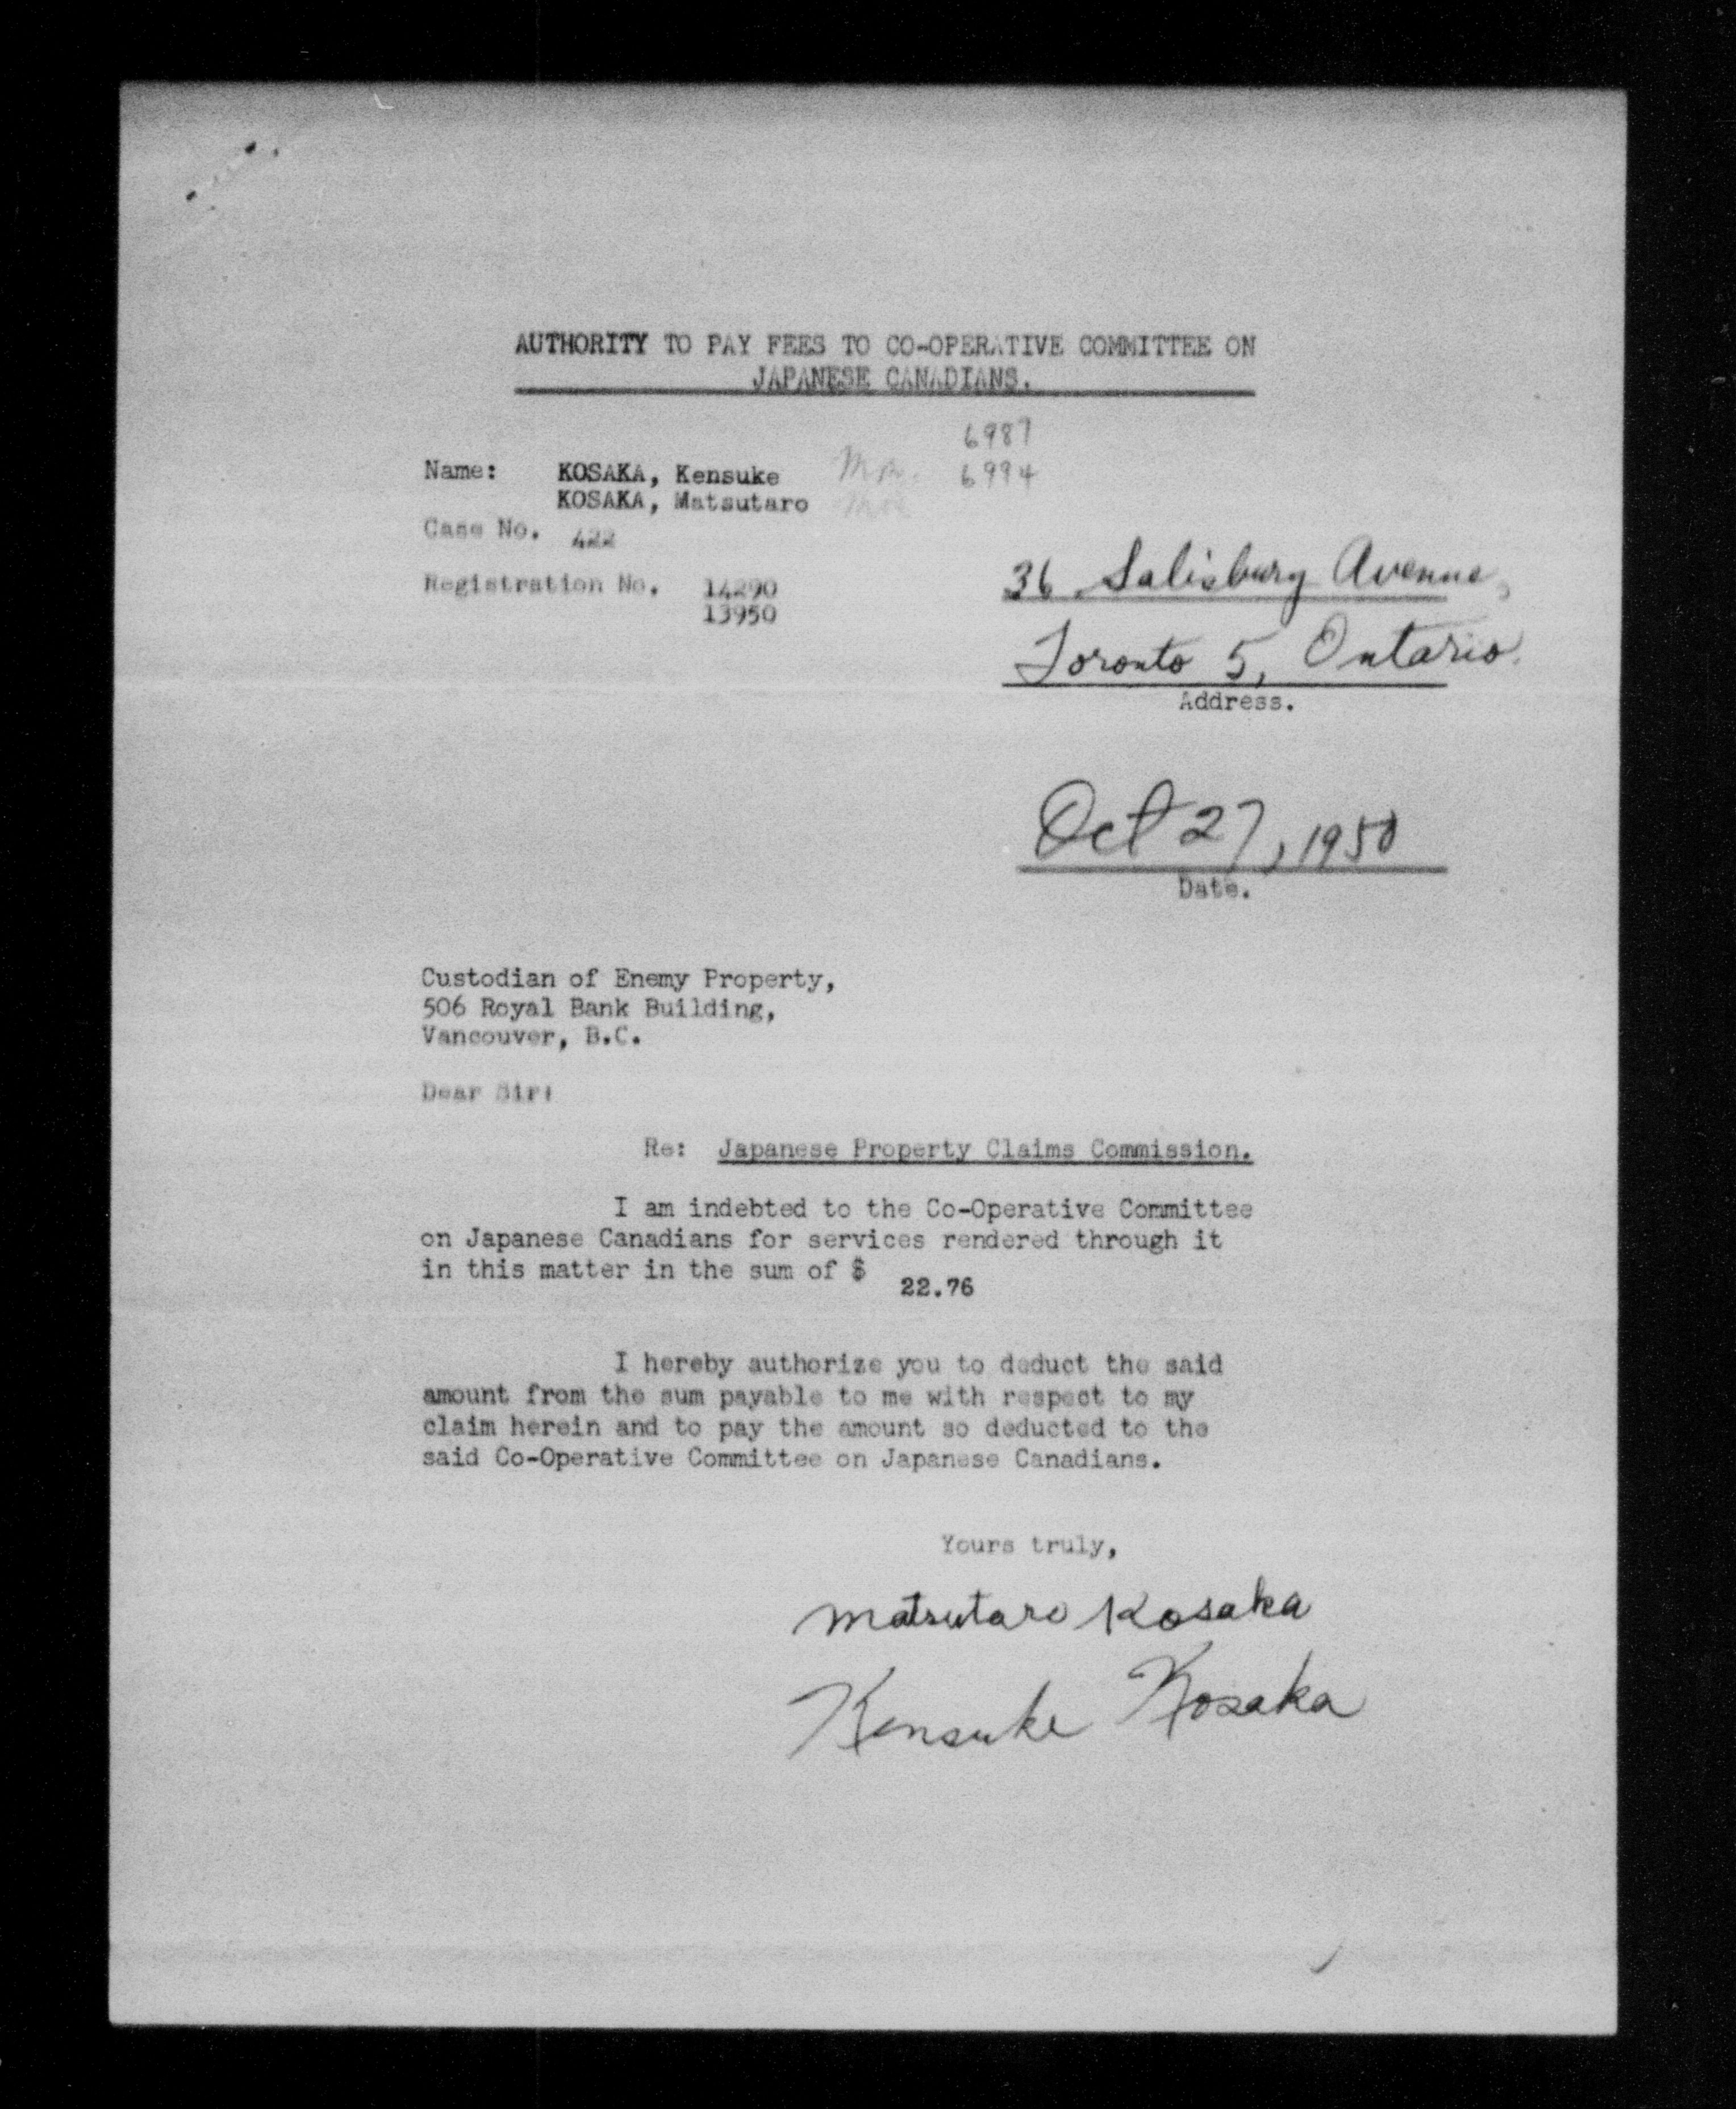 AUTHORITY TO PAY FEES TO CO-OPERATIVE COMMITTEE ON
JAPANESE CANADIANS.
6987
Name: KOSAKA, Kensuke 6994
KOSAKA, Matsutaro
Case No. 422
Registration No. 14290
13950
36 Salisbury Avenue,
Toronto 5, Ontario.
Address.
Oct 27, 1950
Date.
Custodian of Enemy Property,
506 Royal Bank Building,
Vancouver, B.C.
Dear Sir:
Re: Japanese Property Claims Commission.
I am indebted to the Co-Operative Committee
on Japanese Canadians for services rendered through it
in this matter in the sum of $ 22.76
I hereby authorize you to deduct the said
amount from the sum payable to me with respect to my
claim herein and to pay the amount so deducted to the
said Co-Operative Committee on Japanese Canadians.
Yours truly,
Matsutaro Kosaka
Kensuke Kosaka